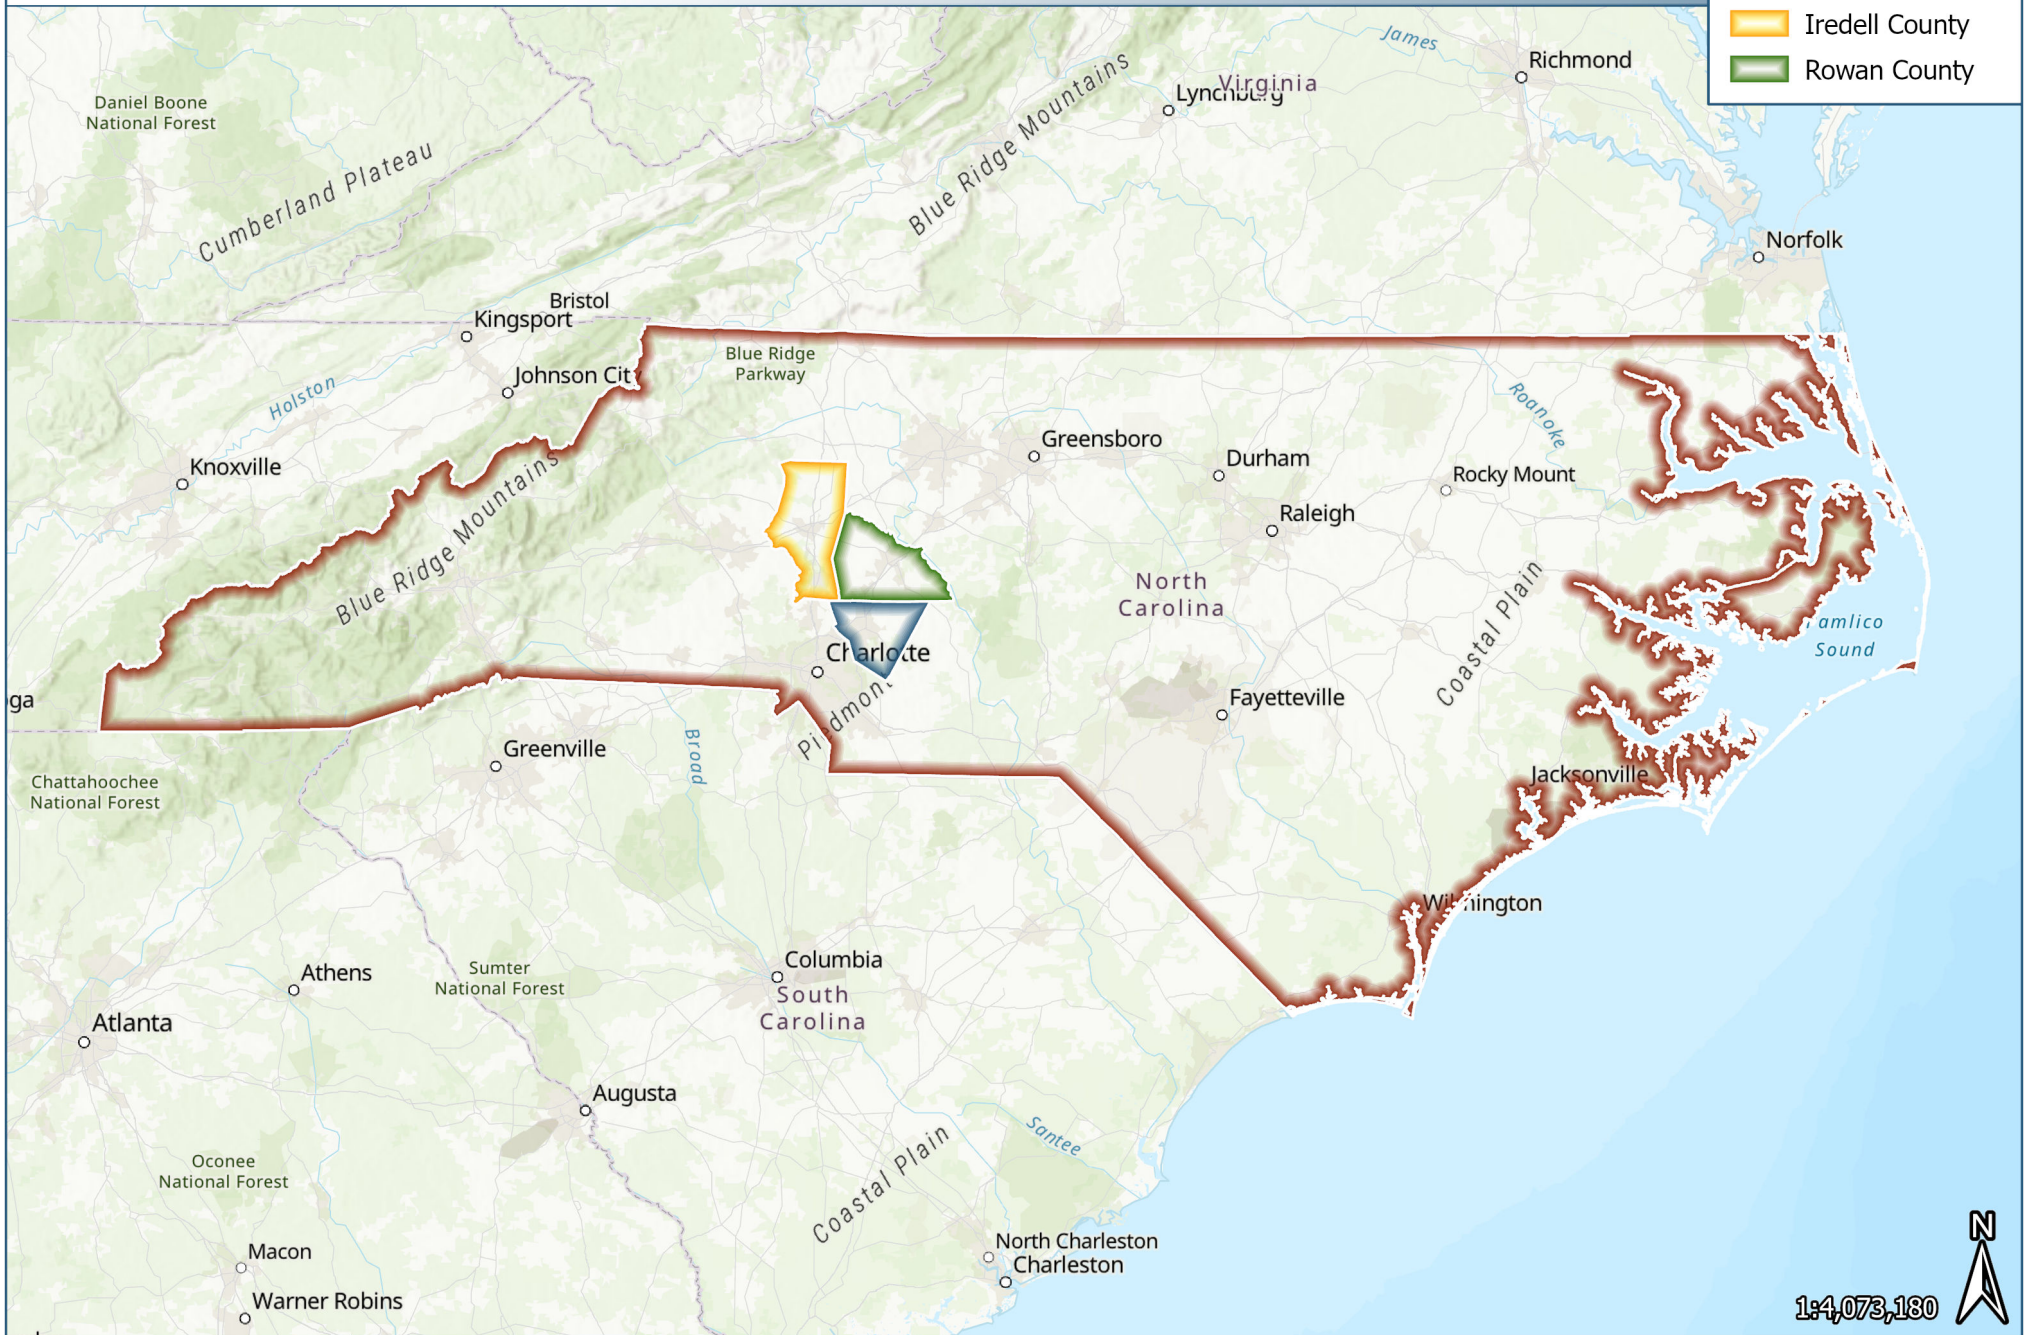 Iredell County
Rowan County
James
Richmond
Virginia
Lynchburg
Daniel Boone
National Forest
Blue Ridge Mountains
Cumberland Plateau
Norfolk
Bristol
Kingsport
Blue Ridge
Parkway
Johnson City
Holston
Roanoke
Greensboro
Knoxville
Durham
Rocky Mount
Raleigh
Blue Ridge Mountains
North
Carolina
Coastal Plain
Pamlico
Sound
Charlotte
Piedmont
ga
Fayetteville
Broad
Greenville
Jacksonville
Chattahoochee
National Forest
Wilmington
Columbia
South
Carolina
Sumter
National Forest
Athens
Atlanta
Augusta
Santee
Coastal Plain
Oconee
National Forest
N
North Charleston
Charleston
Macon
Warner Robins
1:4,073,180